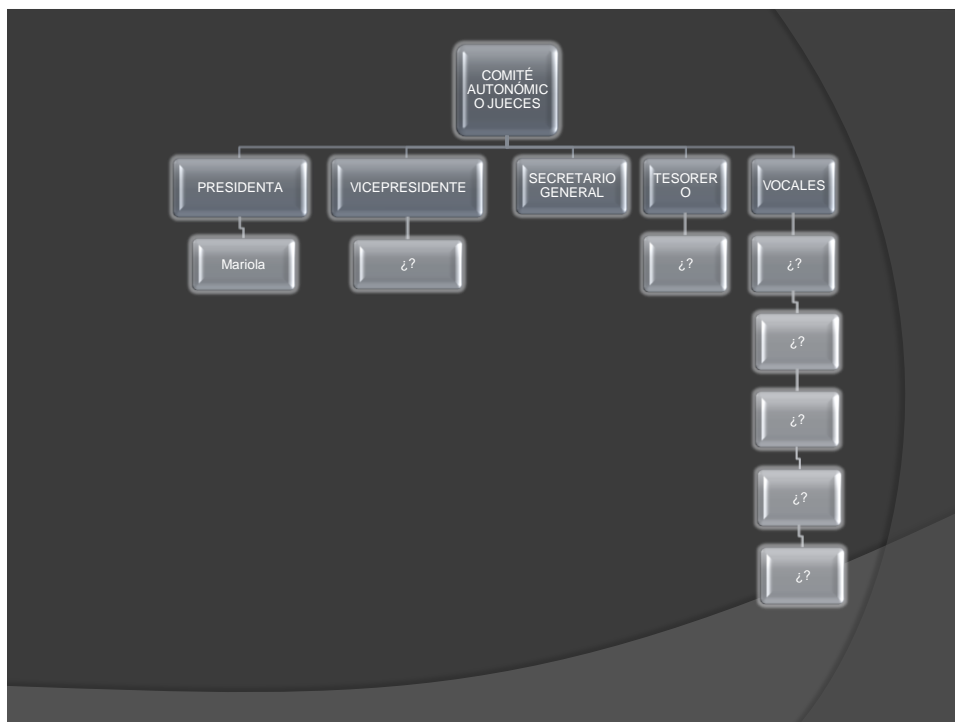 COMITÉ
AUTONÓMIC
O JUECES
PRESIDENTA
VICEPRESIDENTE
SECRETARIO
GENERAL
TESORER
O
VOCALES
Mariola
¿?
¿?
¿?
¿?
¿?
¿?
¿?